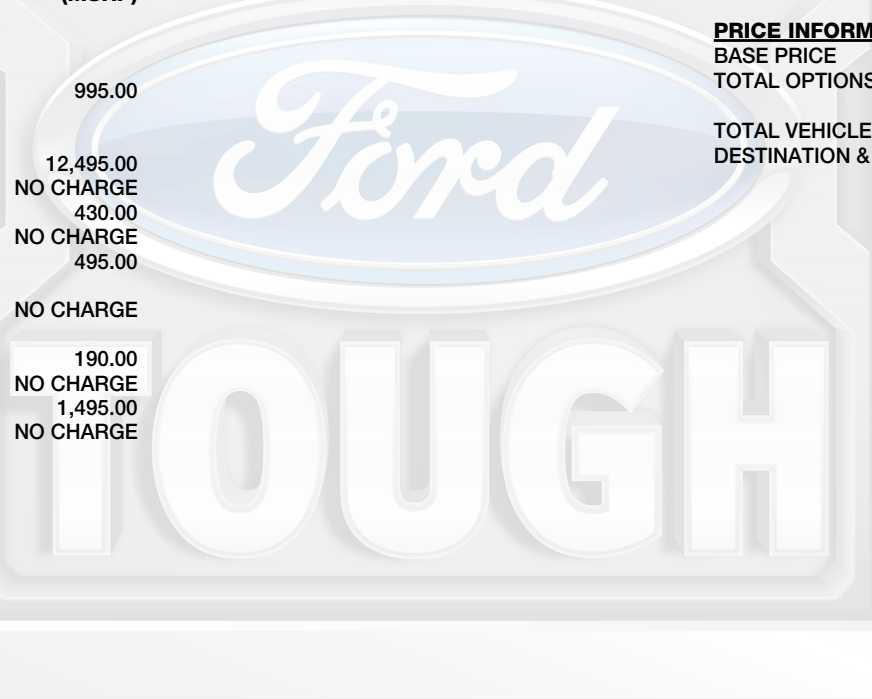 995.00
12,495.00
NO CHARGE
430.00
NO CHARGE
495.00
NO CHARGE
190.00
NO CHARGE
1,495.00
NO CHARGE
PRICE INFORM
BASE PRICE
TOTAL OPTIONS
TOTAL VEHICLE
DESTINATION &
Ford
TOUGH